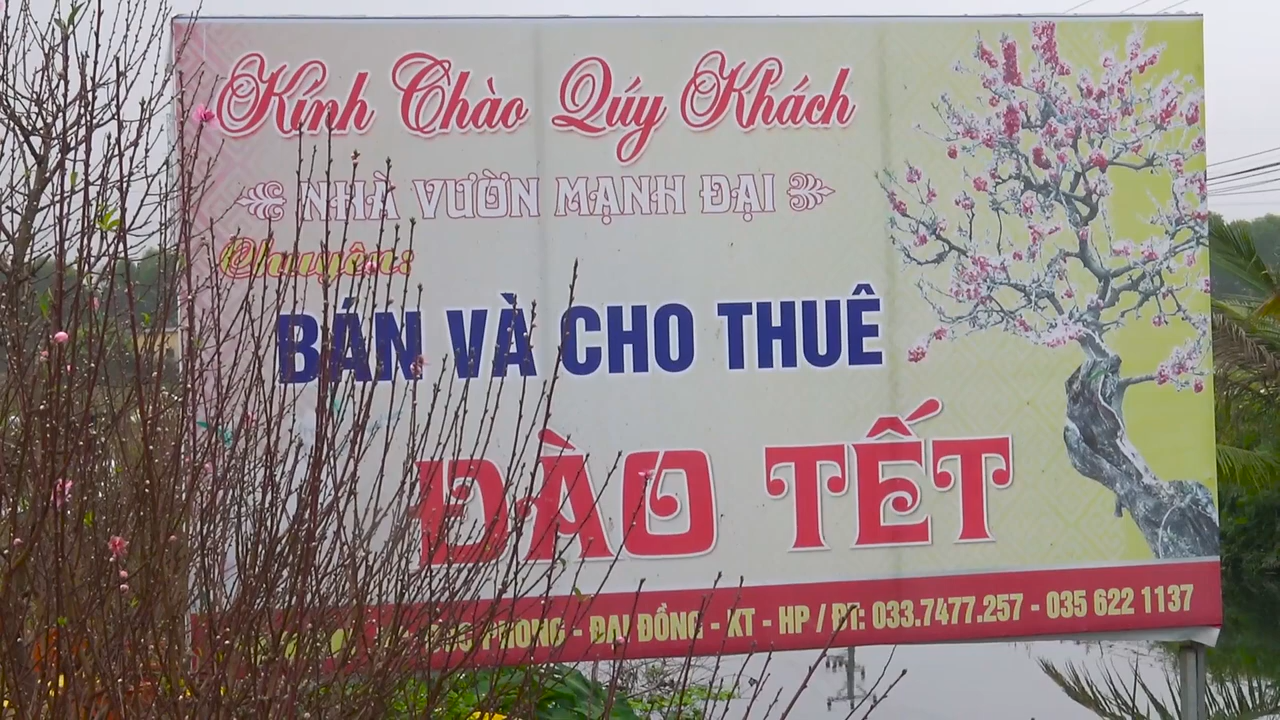 Kính Chào Quý Khách
NHÀ VƯỜN MẠNH ĐẠI
Chuyên:
BÁN VÀ CHO THUÊ
ĐÀO TẾT
PHONG - ĐẠI ĐỒNG - KT - HP / ĐT: 033.7477.257 - 035 622 1137